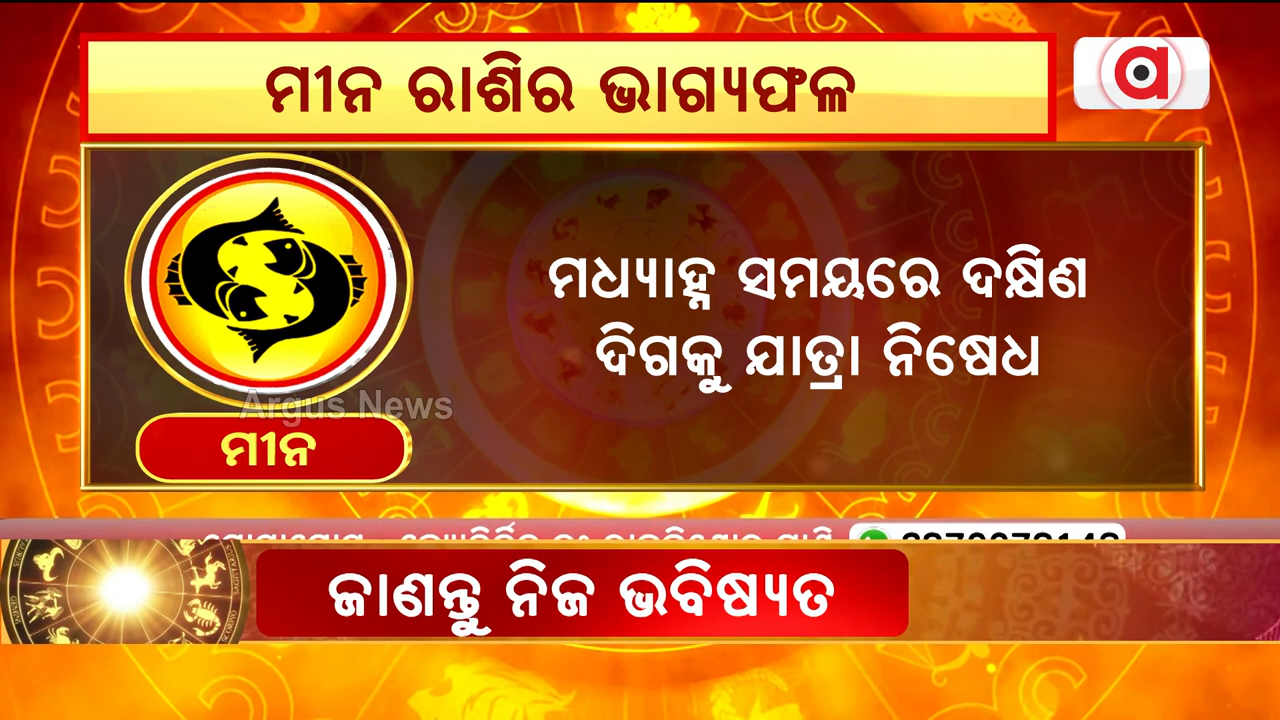 ମୀନ ରାଶିର ଭାଗ୍ୟଫଳ
a
ମଧ୍ୟାହ୍ନ ସମୟରେ ଦକ୍ଷିଣ
ଦିଗକୁ ଯାତ୍ରା ନିଷେଧ
Argus News
ମୀନ
ଜାଣନ୍ତୁ ନିଜ ଭବିଷ୍ୟତ